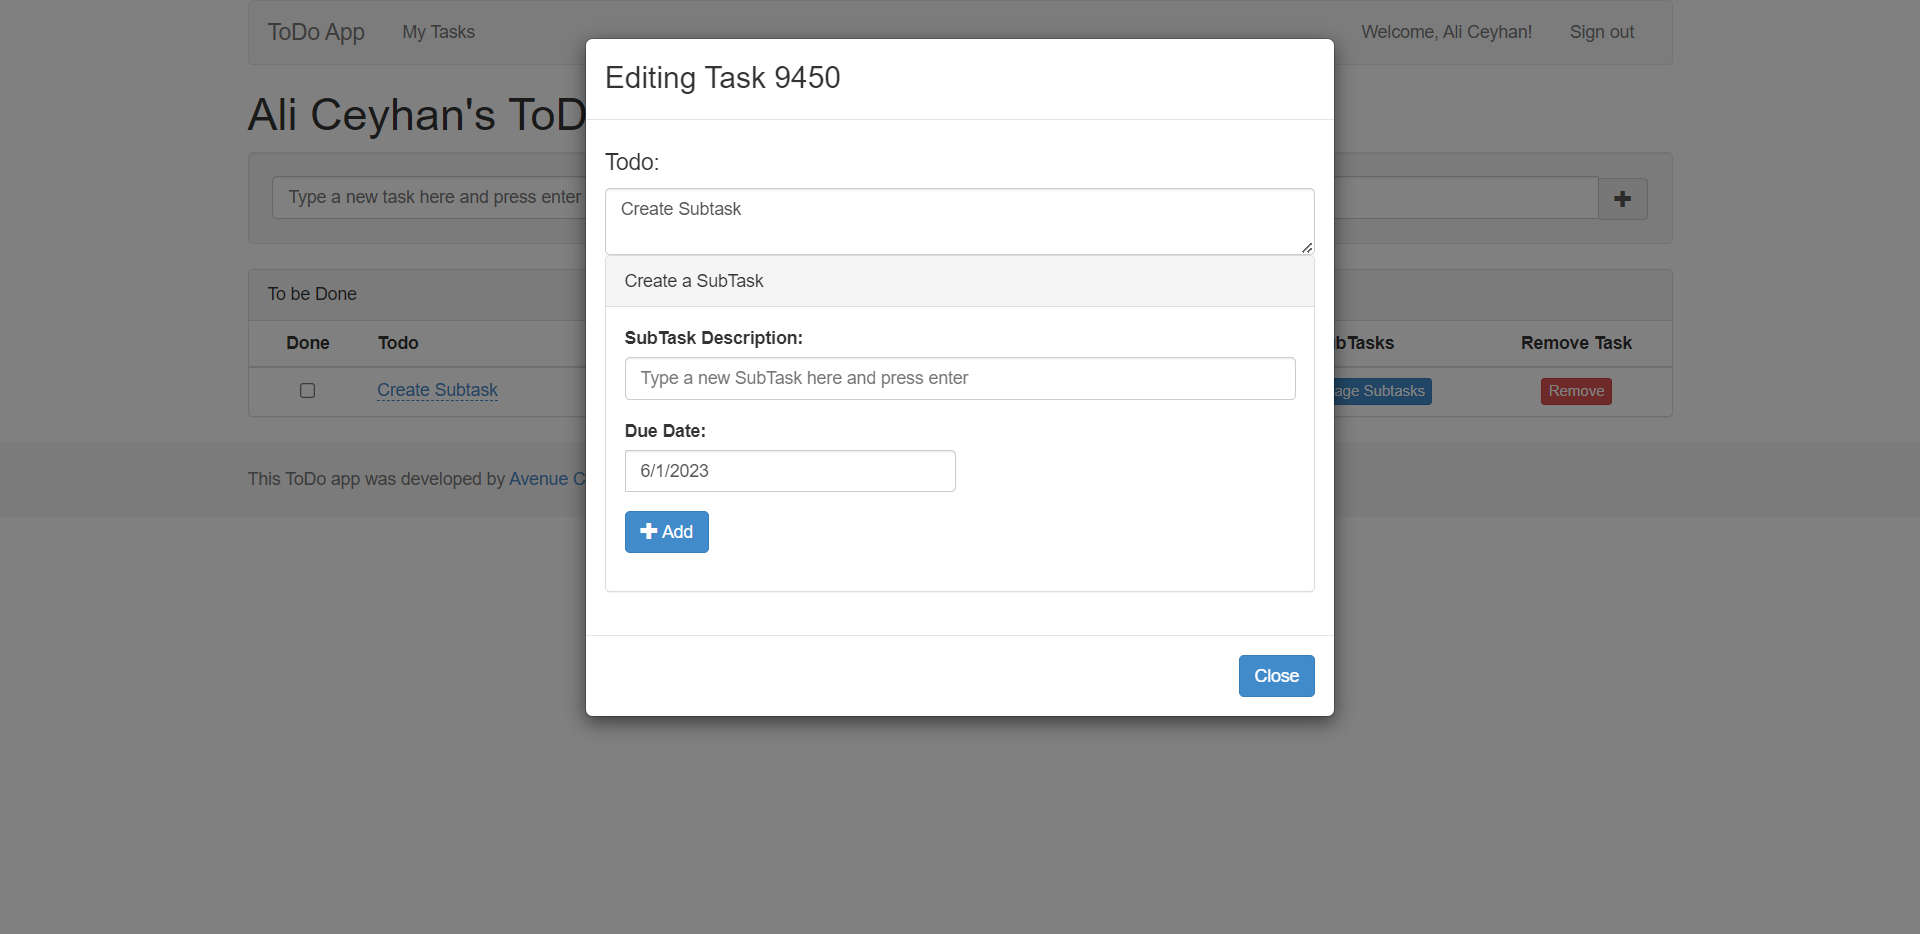 ToDo App My Tasks Welcome, Ali Ceyhan! Sign out
Editing Task 9450
Ali Ceyhan's ToD
Todo:
Type a new task here and press enter
Create Subtask
Create a SubTask
To be Done
SubTask Description:
Done Todo bTasks Remove Task
Type a new SubTask here and press enter
Create Subtask age Subtasks Remove
Due Date:
6/1/2023
This ToDo app was developed by Avenue C
Add
Close